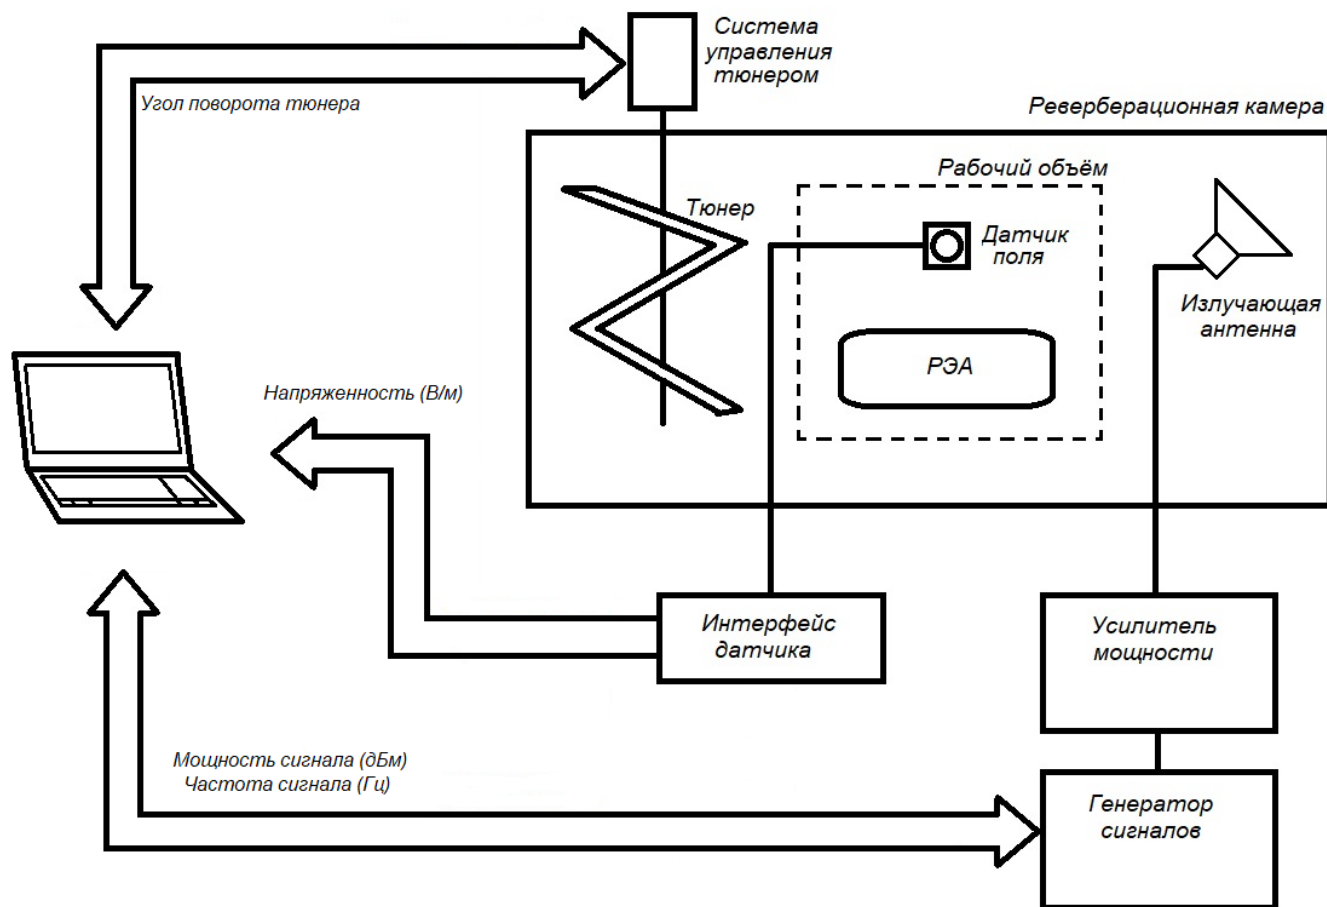 Система
управления
тюнером
Угол поворота тюнера
Реверберационная камера
Рабочий объём
Тюнер
Датчик
поля
Излучающая
антенна
РЭА
Напряженность (В/м)
Интерфейс
датчика
Усилитель
мощности
Мощность сигнала (дБм)
Частота сигнала (Гц)
Генератор
сигналов